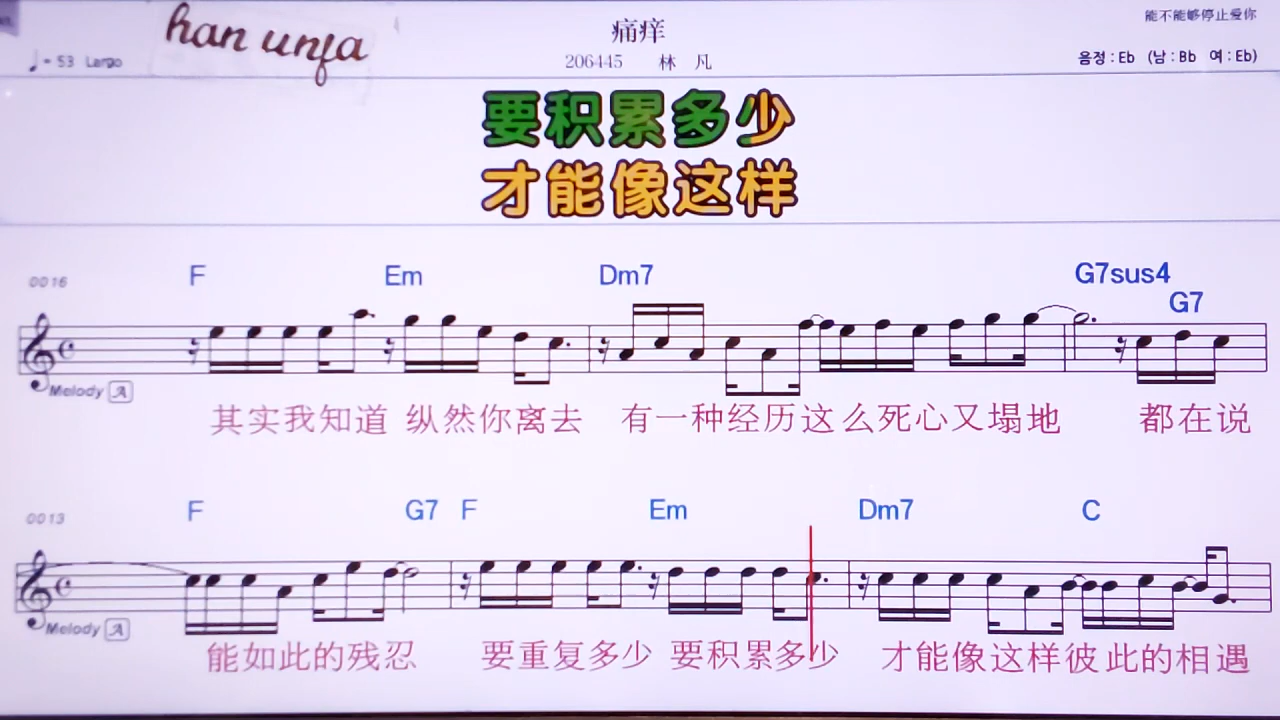 han unja
痛痒
能不能够停止爱你
♩= 53 Largo
206445 林 凡
음정 : Eb (남 : Bb 여 : Eb)
要积累多少
才能像这样
0016 F Em Dm7 G7sus4 G7
Melody A
其实我知道 纵然你离去 有一种经历这么死心又塌地 都在说
0013 F G7 F Em Dm7 C
Melody A
能如此的残忍 要重复多少 要积累多少 才能像这样彼此的相遇